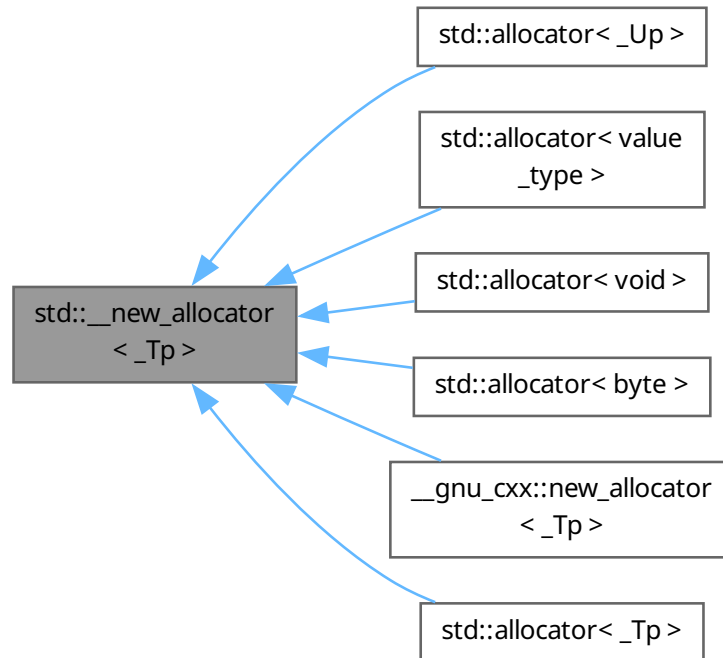 std::allocator< _Up >
std::allocator< value
_type >
std::allocator< void >
std::__new_allocator
< _Tp >
std::allocator< byte >
__gnu_cxx::new_allocator
< _Tp >
std::allocator< _Tp >